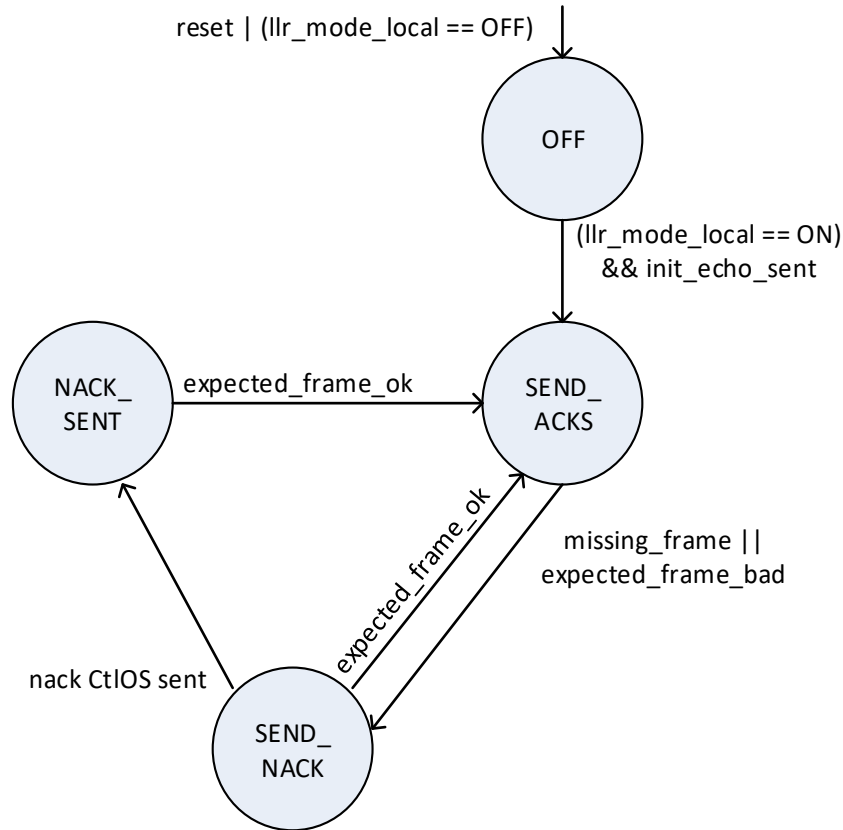 reset | (llr_mode_local == OFF)
OFF
(llr_mode_local == ON)
&& init_echo_sent
NACK_
SENT
expected_frame_ok
SEND_
ACKS
expected_frame_ok
missing_frame ||
expected_frame_bad
nack CtlOS sent
SEND_
NACK